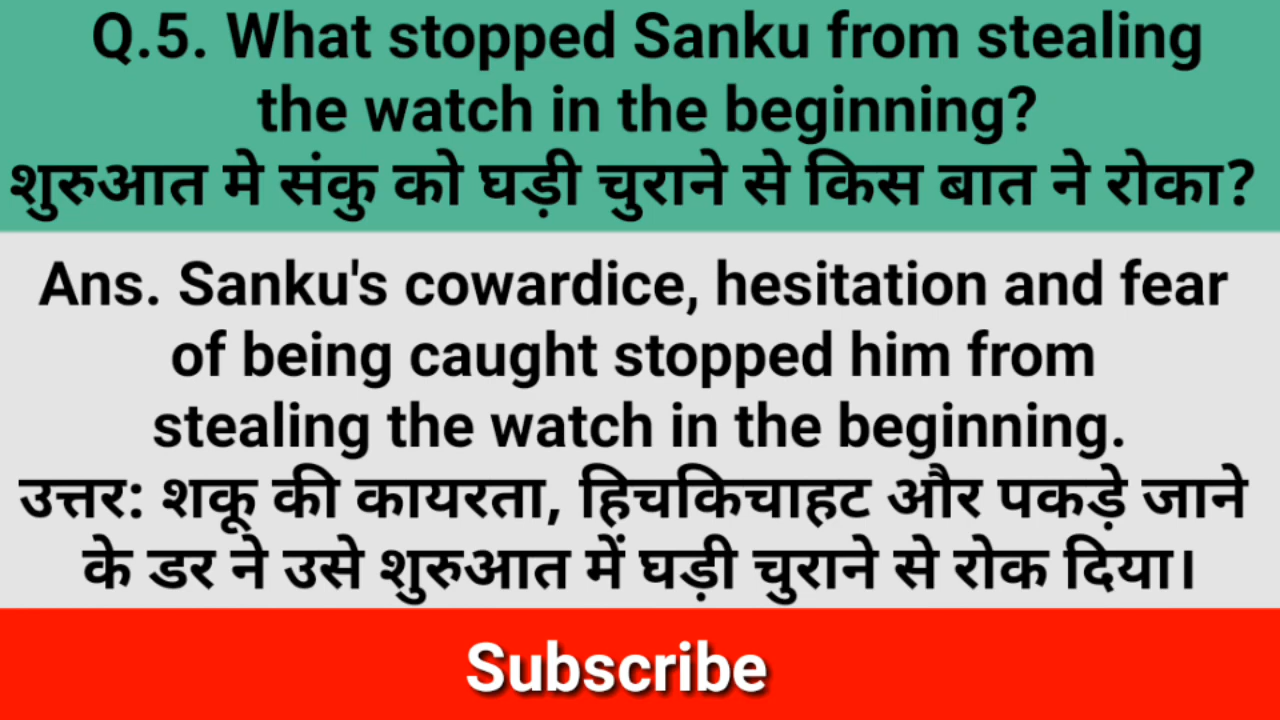 Q.5. What stopped Sanku from stealing
the watch in the beginning?
शुरुआत मे संकु को घड़ी चुराने से किस बात ने रोका?
Ans. Sanku's cowardice, hesitation and fear
of being caught stopped him from
stealing the watch in the beginning.
उत्तर: शकू की कायरता, हिचकिचाहट और पकड़े जाने
के डर ने उसे शुरुआत में घड़ी चुराने से रोक दिया।
Subscribe